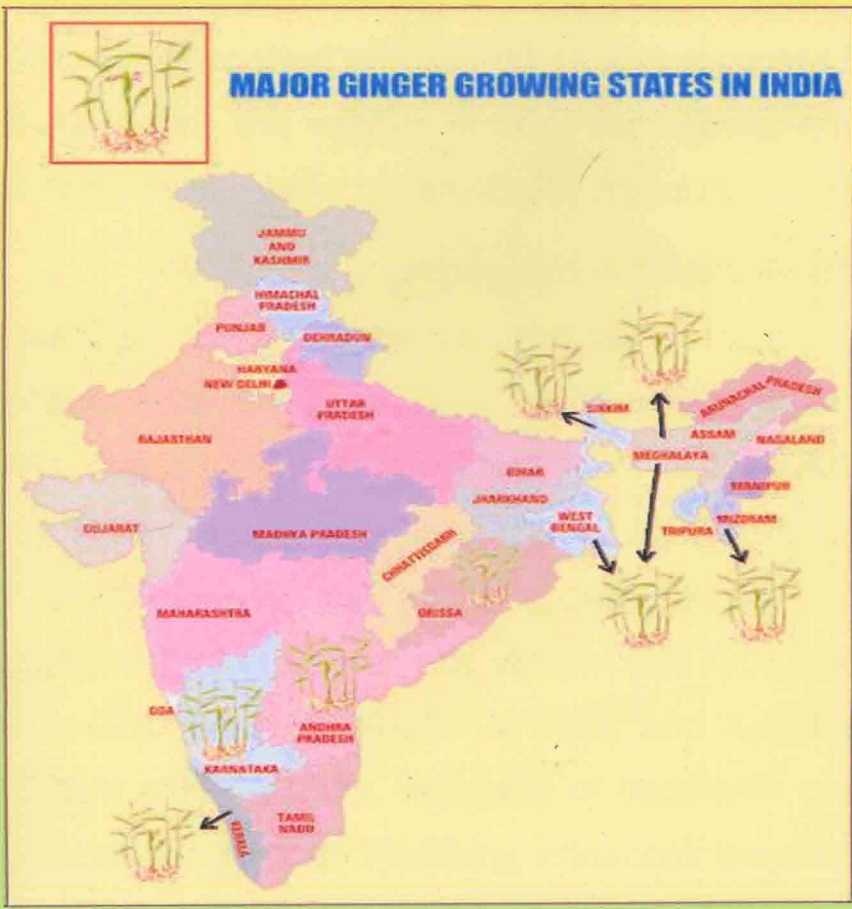 MAJOR GINGER GROWING STATES IN INDIA
JAMMU
AND
KASHMIR
HIMACHAL
PRADESH
PUNJAB
DEHRADUN
HARYANA
NEW DELHI
UTTAR
PRADESH
RAJASTHAN
SIKKIM
ARUNACHAL PRADESH
ASSAM
NAGALAND
MEGHALAYA
BIHAR
MANIPUR
JHARKHAND
WEST
BENGAL
MIZORAM
TRIPURA
GUJARAT
MADHYA PRADESH
CHHATTISGARH
ORISSA
MAHARASHTRA
GOA
ANDHRA
PRADESH
KARNATAKA
TAMIL
NADU
KERALA